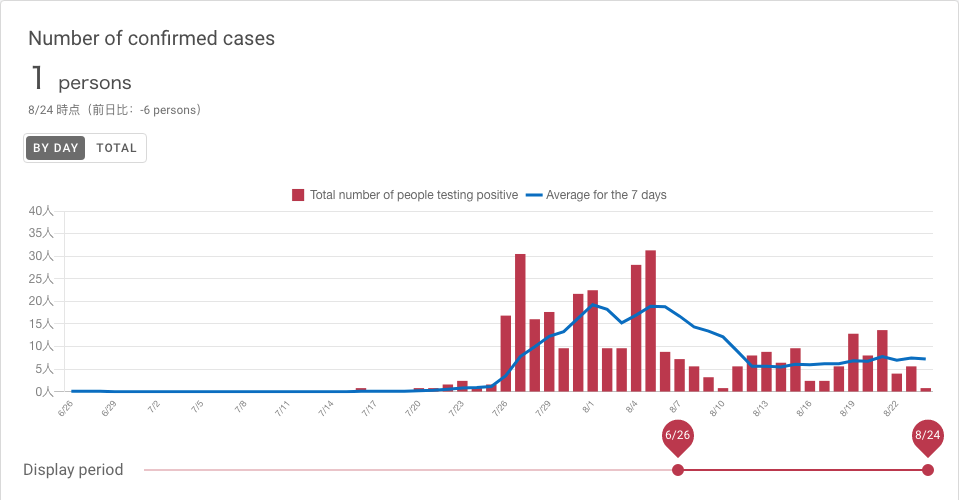 Number of confirmed cases
1 persons
8/24 時点（前日比：-6 persons）
BY DAY TOTAL
Total number of people testing positive Average for the 7 days
40人
35人
30人
25人
20人
15人
10人
5人
0人
6/26 6/29 7/2 7/5 7/8 7/11 7/14 7/17 7/20 7/23 7/26 7/29 8/1 8/4 8/7 8/10 8/13 8/16 8/19 8/22
6/26 8/24
Display period